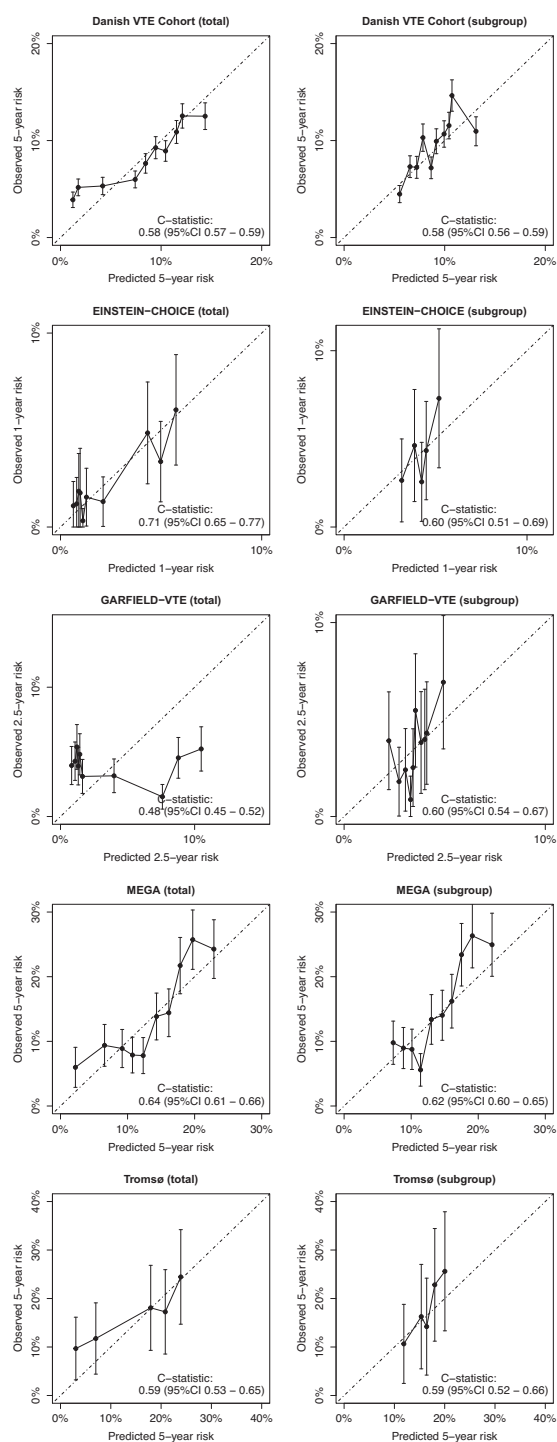 Danish VTE Cohort (total)
Observed 5−year risk
0% 10% 20%
C−statistic:
0.58 (95%CI 0.57 − 0.59)
0% 10% 20%
Predicted 5−year risk
Danish VTE Cohort (subgroup)
Observed 5−year risk
0% 10% 20%
C−statistic:
0.58 (95%CI 0.56 − 0.59)
0% 10% 20%
Predicted 5−year risk
EINSTEIN−CHOICE (total)
Observed 1−year risk
0% 10%
C−statistic:
0.71 (95%CI 0.65 − 0.77)
0% 10%
Predicted 1−year risk
EINSTEIN−CHOICE (subgroup)
Observed 1−year risk
0% 10%
C−statistic:
0.60 (95%CI 0.51 − 0.69)
0% 10%
Predicted 1−year risk
GARFIELD−VTE (total)
Observed 2.5−year risk
0% 10%
C−statistic:
0.48 (95%CI 0.45 − 0.52)
0% 10%
Predicted 2.5−year risk
GARFIELD−VTE (subgroup)
Observed 2.5−year risk
0% 10%
C−statistic:
0.60 (95%CI 0.54 − 0.67)
0% 10%
Predicted 2.5−year risk
MEGA (total)
Observed 5−year risk
0% 10% 20% 30%
C−statistic:
0.64 (95%CI 0.61 − 0.66)
0% 10% 20% 30%
Predicted 5−year risk
MEGA (subgroup)
Observed 5−year risk
0% 10% 20% 30%
C−statistic:
0.62 (95%CI 0.60 − 0.65)
0% 10% 20% 30%
Predicted 5−year risk
Tromsø (total)
Observed 5−year risk
0% 10% 20% 30% 40%
C−statistic:
0.59 (95%CI 0.53 − 0.65)
0% 10% 20% 30% 40%
Predicted 5−year risk
Tromsø (subgroup)
Observed 5−year risk
0% 10% 20% 30% 40%
C−statistic:
0.59 (95%CI 0.52 − 0.66)
0% 10% 20% 30% 40%
Predicted 5−year risk